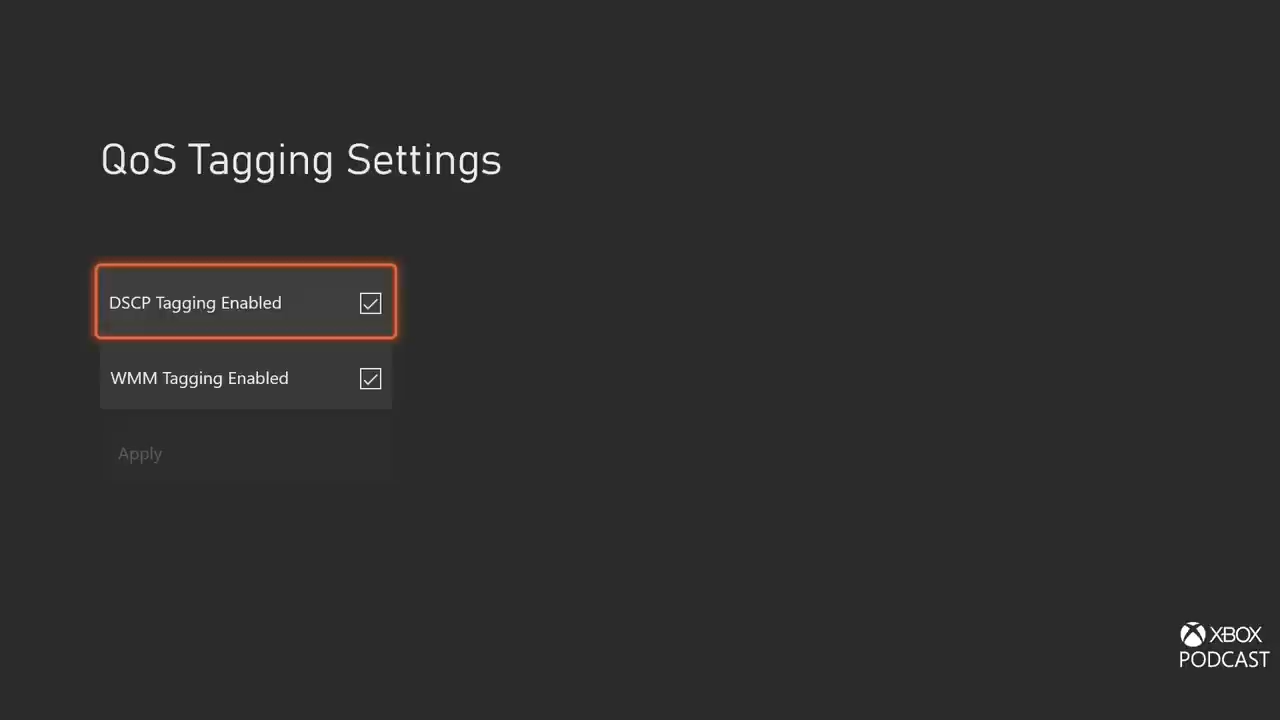 QoS Tagging Settings
DSCP Tagging Enabled
WMM Tagging Enabled
Apply
XBOX
PODCAST